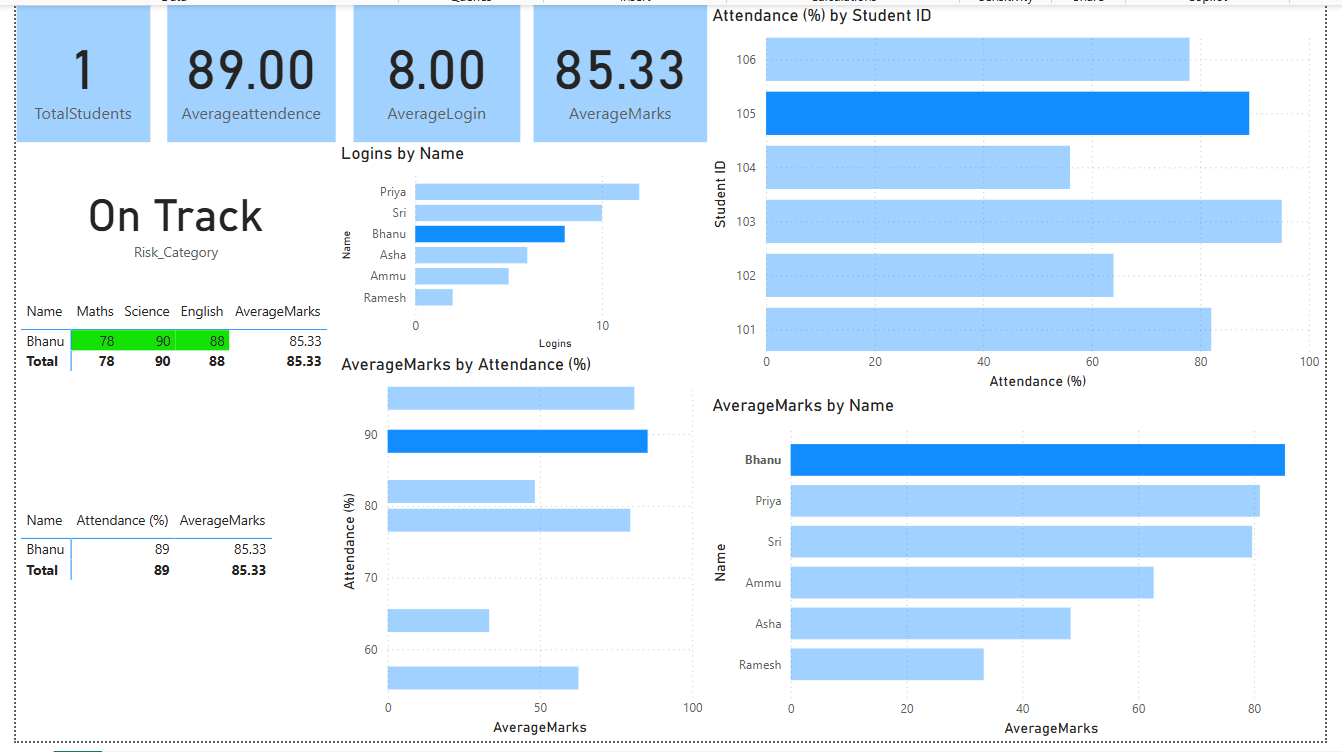 1
TotalStudents
89.00
Averageattendence
8.00
AverageLogin
85.33
AverageMarks
On Track
Risk_Category
Name Maths Science English AverageMarks
Bhanu 78 90 88 85.33
Total 78 90 88 85.33
Name Attendance (%) AverageMarks
Bhanu 89 85.33
Total 89 85.33
Logins by Name
Name
Priya
Sri
Bhanu
Asha
Ammu
Ramesh
0 10
Logins
AverageMarks by Attendance (%)
Attendance (%)
90
80
70
60
0 50 100
AverageMarks
Attendance (%) by Student ID
Student ID
106
105
104
103
102
101
0 20 40 60 80 100
Attendance (%)
AverageMarks by Name
Name
Bhanu
Priya
Sri
Ammu
Asha
Ramesh
0 20 40 60 80
AverageMarks